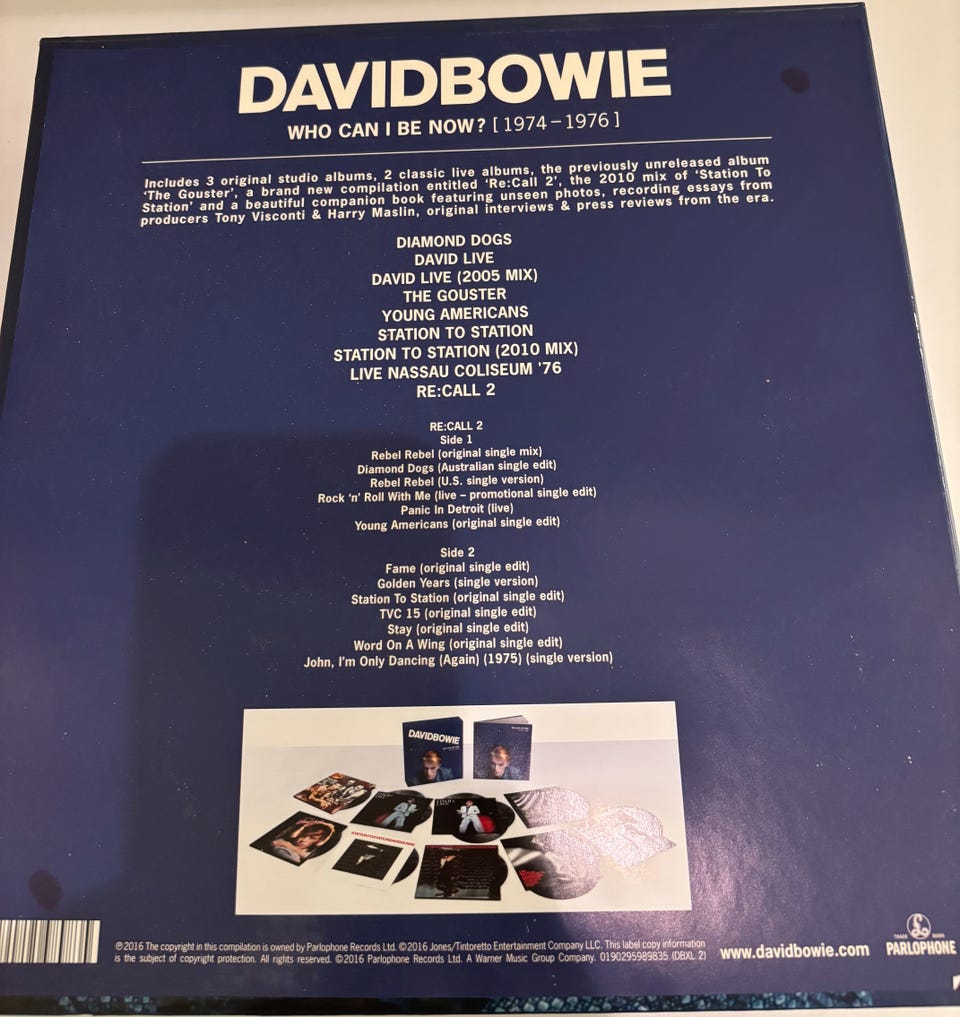 DAVIDBOWIE
WHO CAN I BE NOW? [ 1974 – 1976 ]
Includes 3 original studio albums, 2 classic live albums, the previously unreleased album
'The Gouster', a brand new compilation entitled 'Re:Call 2', the 2010 mix of 'Station To
Station' and a beautiful companion book featuring unseen photos, recording essays from
producers Tony Visconti & Harry Maslin, original interviews & press reviews from the era.
DIAMOND DOGS
DAVID LIVE
DAVID LIVE (2005 MIX)
THE GOUSTER
YOUNG AMERICANS
STATION TO STATION
STATION TO STATION (2010 MIX)
LIVE NASSAU COLISEUM '76
RE:CALL 2
RE:CALL 2
Side 1
Rebel Rebel (original single mix)
Diamond Dogs (Australian single edit)
Rebel Rebel (U.S. single version)
Rock 'n' Roll With Me (live – promotional single edit)
Panic In Detroit (live)
Young Americans (original single edit)
Side 2
Fame (original single edit)
Golden Years (single version)
Station To Station (original single edit)
TVC 15 (original single edit)
Stay (original single edit)
Word On A Wing (original single edit)
John, I'm Only Dancing (Again) (1975) (single version)
DAVIDBOWIE
℗2016 The copyright in this compilation is owned by Parlophone Records Ltd. ©2016 Jones/Tintoretto Entertainment Company LLC. This label copy information
is the subject of copyright protection. All rights reserved. ©2016 Parlophone Records Ltd. A Warner Music Group Company. 0190295989835 (DBXL 2)
www.davidbowie.com
TRADE MARK
PARLOPHONE